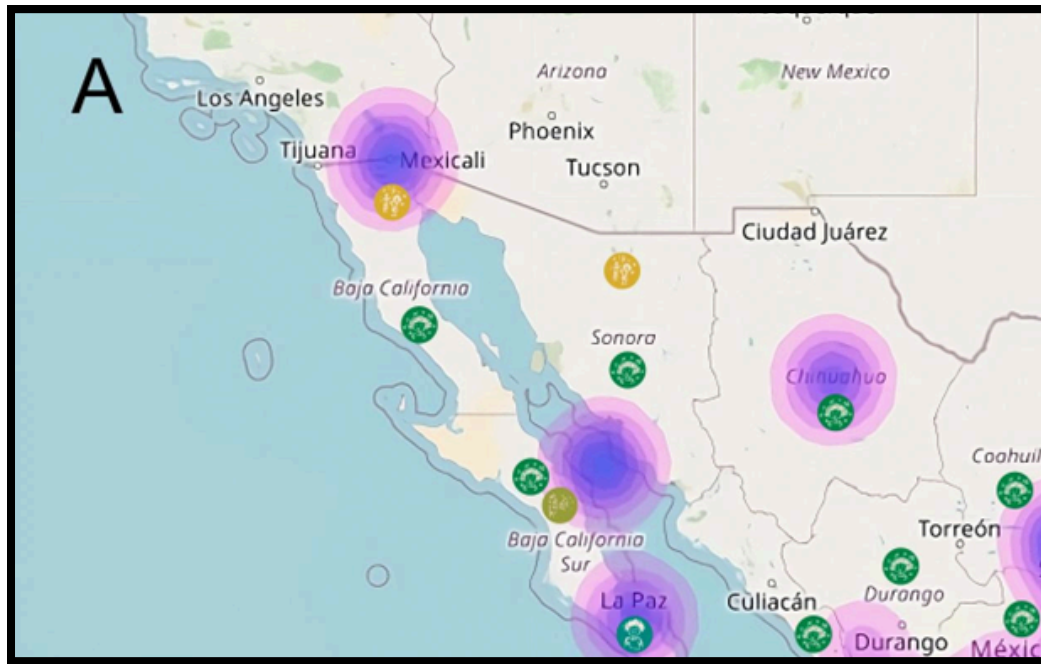 A
Arizona
New Mexico
Los Angeles
Phoenix
Tijuana
Mexicali
Tucson
Ciudad Juárez
Baja California
Sonora
Chihuahua
Coahuil
Torreón
Baja California
Sur
La Paz
Culiacán
Durango
Durango
Méxic